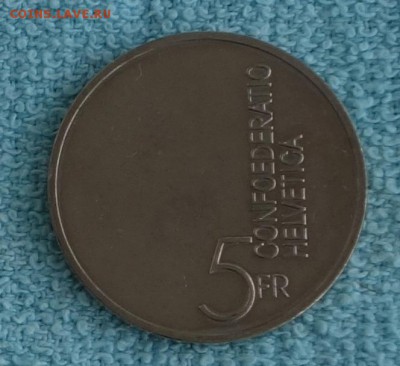 COINS.LAVE.RU
CONFOEDERATIO
HELVETICA
5 FR